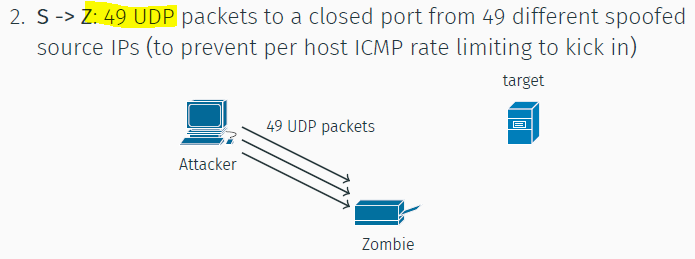 2. S -> Z: 49 UDP packets to a closed port from 49 different spoofed
source IPs (to prevent per host ICMP rate limiting to kick in)
target
49 UDP packets
Attacker
Zombie